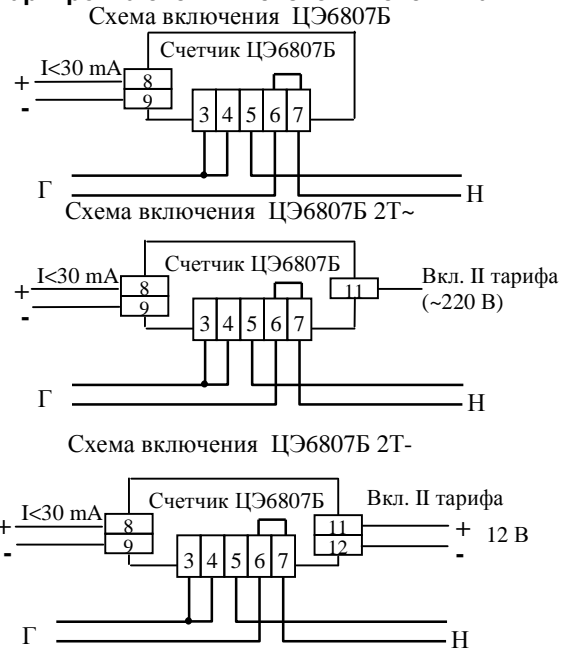 Схема включения ЦЭ6807Б
Счетчик ЦЭ6807Б
I<30 mA
+ 8
- 9
3 4 5 6 7
Г Н
Схема включения ЦЭ6807Б 2Т~
Счетчик ЦЭ6807Б
I<30 mA
Вкл. II тарифа
+ 8 11
(~220 В)
- 9
3 4 5 6 7
Г Н
Схема включения ЦЭ6807Б 2Т-
Вкл. II тарифа
Счетчик ЦЭ6807Б
I<30 mA
+ 8 11 + 12 В
- 9 12 -
3 4 5 6 7
Г Н